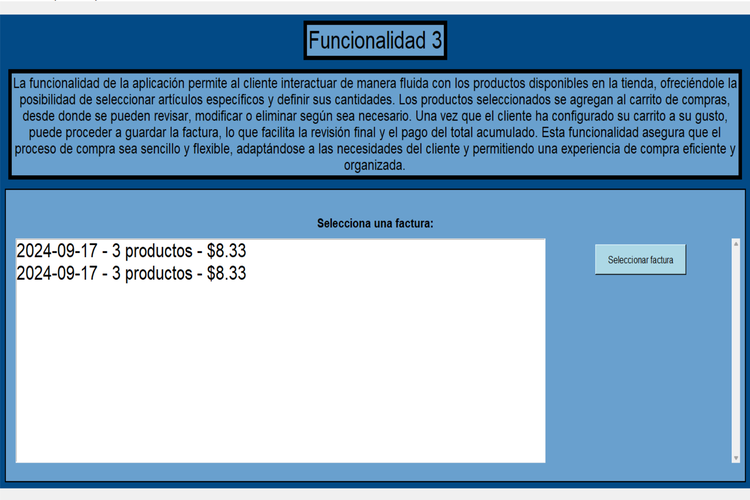 Funcionalidad 3
La funcionalidad de la aplicación permite al cliente interactuar de manera fluida con los productos disponibles en la tienda, ofreciéndole la
posibilidad de seleccionar artículos específicos y definir sus cantidades. Los productos seleccionados se agregan al carrito de compras,
desde donde se pueden revisar, modificar o eliminar según sea necesario. Una vez que el cliente ha configurado su carrito a su gusto,
puede proceder a guardar la factura, lo que facilita la revisión final y el pago del total acumulado. Esta funcionalidad asegura que el
proceso de compra sea sencillo y flexible, adaptándose a las necesidades del cliente y permitiendo una experiencia de compra eficiente y
organizada.
Selecciona una factura:
2024-09-17 - 3 productos - $8.33
2024-09-17 - 3 productos - $8.33
Seleccionar factura